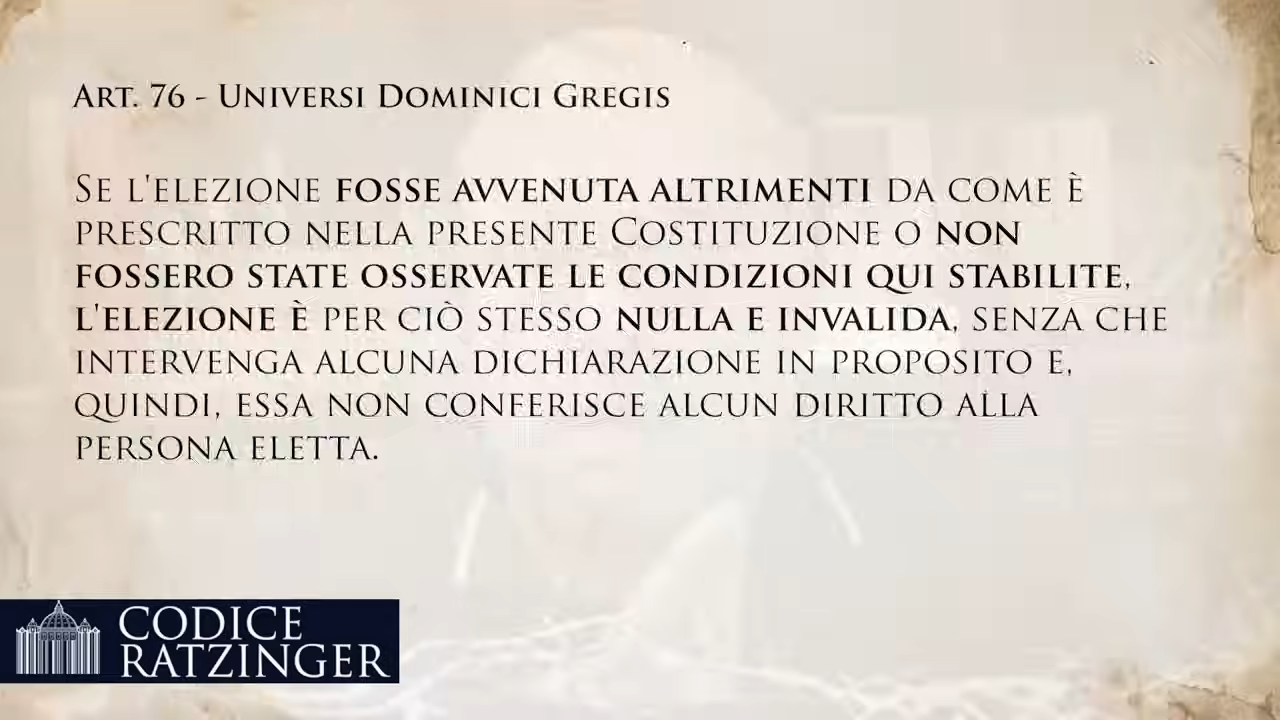 ART. 76 - UNIVERSI DOMINICI GREGIS
SE L'ELEZIONE FOSSE AVVENUTA ALTRIMENTI DA COME È
PRESCRITTO NELLA PRESENTE COSTITUZIONE O NON
FOSSERO STATE OSSERVATE LE CONDIZIONI QUI STABILITE,
L'ELEZIONE È PER CIÒ STESSO NULLA E INVALIDA, SENZA CHE
INTERVENGA ALCUNA DICHIARAZIONE IN PROPOSITO E,
QUINDI, ESSA NON CONFERISCE ALCUN DIRITTO ALLA
PERSONA ELETTA.
CODICE
RATZINGER